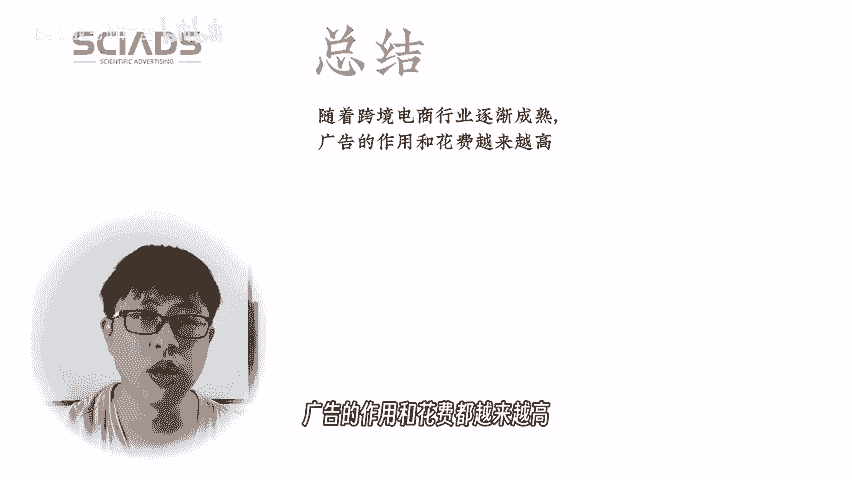 SCIADS
SCIENTIFIC ADVERTISING
总结
随着跨境电商行业逐渐成熟,
广告的作用和花费越来越高
广告的作用和花费都越来越高